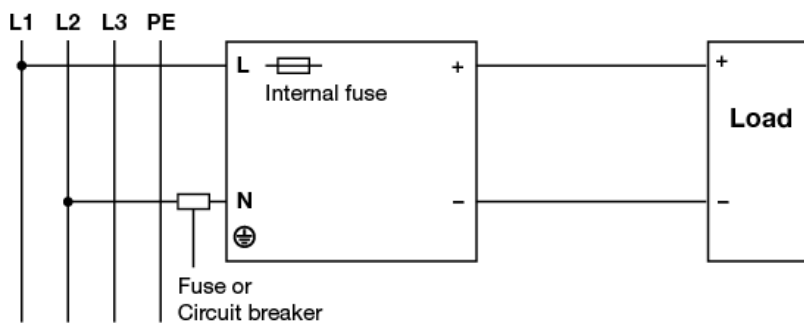 L1 L2 L3 PE
L + +
Internal fuse
Load
N − −
Fuse or
Circuit breaker